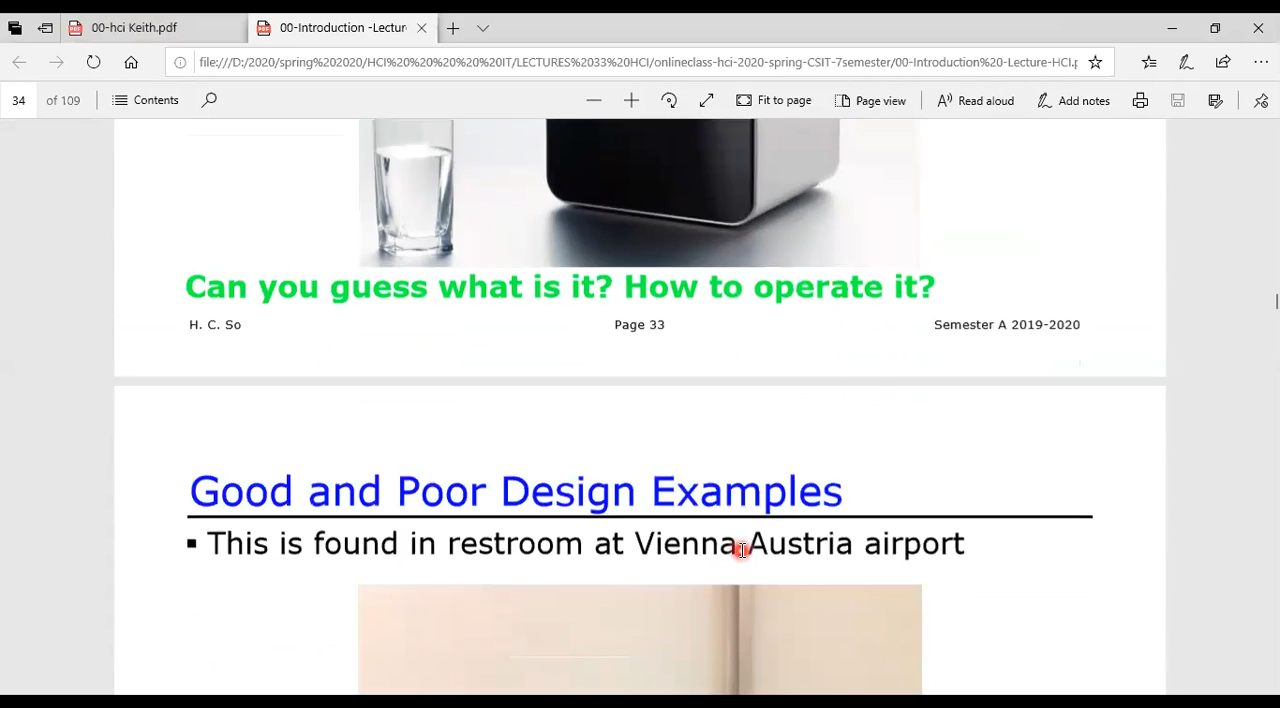 00-hci Keith.pdf
00-Introduction -Lectur
file:///D:/2020/spring%202020/HCI%20%20%20%20%20IT/LECTURES%2033%20HCI/onlineclass-hci-2020-spring-CSIT-7semester/00-Introduction%20-Lecture-HCI.p
34 of 109 Contents Fit to page Page view Read aloud Add notes
Can you guess what is it? How to operate it?
H. C. So Page 33 Semester A 2019-2020
Good and Poor Design Examples
▪ This is found in restroom at Vienna Austria airport